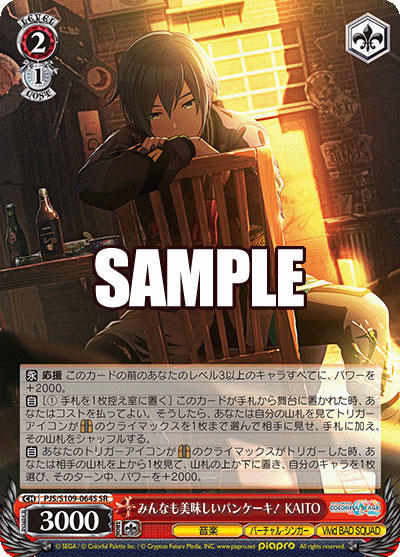 LEVEL
2
1
COST
SAMPLE
永 応援 このカードの前のあなたのレベル3以上のキャラすべてに、パワーを
+2000。
自 [① 手札を1枚控え室に置く] このカードが手札から舞台に置かれた時、あ
なたはコストを払ってよい。そうしたら、あなたは自分の山札を見てトリガー
アイコンが のクライマックスを1枚まで選んで相手に見せ、手札に加え、
その山札をシャッフルする。
自 あなたのトリガーアイコンが のクライマックスがトリガーした時、あ
なたは自分の山札を上から1枚見て、山札の上か下に置き、自分のキャラを1枚
選び、そのターン中、パワーを+2000。
CH PJS/S109-064S SR
みんなも美味しいパンケーキ! KAITO
COLORFUL STAGE!
POWER
3000
SOUL
音楽
バーチャル・シンガー
Vivid BAD SQUAD
© SEGA / © Colorful Palette Inc. / © Crypton Future Media, INC. www.piapro.net piapro